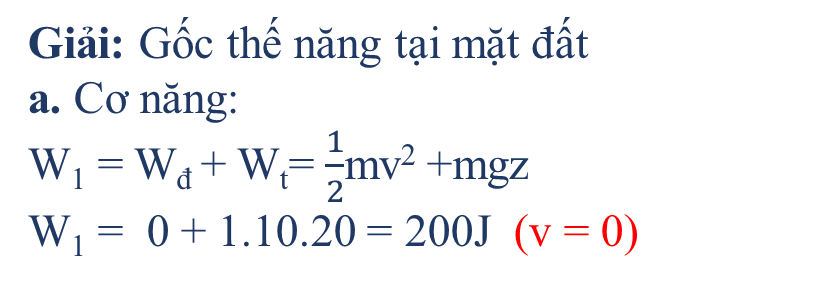 Giải: Gốc thế năng tại mặt đất
a. Cơ năng:
W₁ = Wđ + Wₜ= ½mv² +mgz
W₁ = 0 + 1.10.20 = 200J (v = 0)